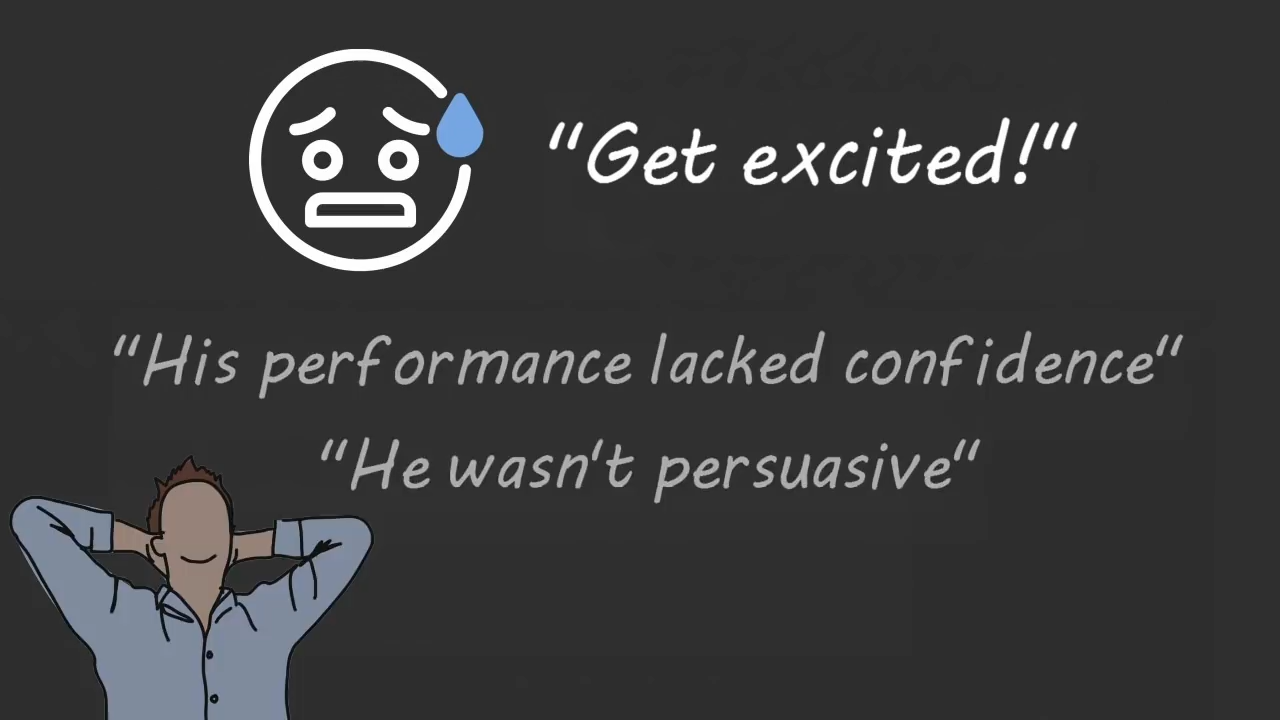 "Get excited!"
"His performance lacked confidence"
"He wasn't persuasive"